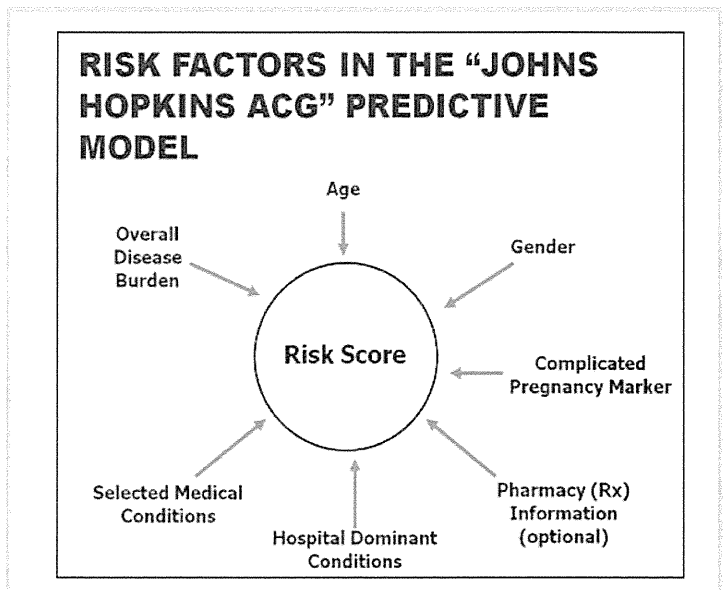 RISK FACTORS IN THE “JOHNS
HOPKINS ACG” PREDICTIVE
MODEL
Age
Overall
Disease
Burden
Gender
Risk Score
Complicated
Pregnancy Marker
Selected Medical
Conditions
Hospital Dominant
Conditions
Pharmacy (Rx)
Information
(optional)